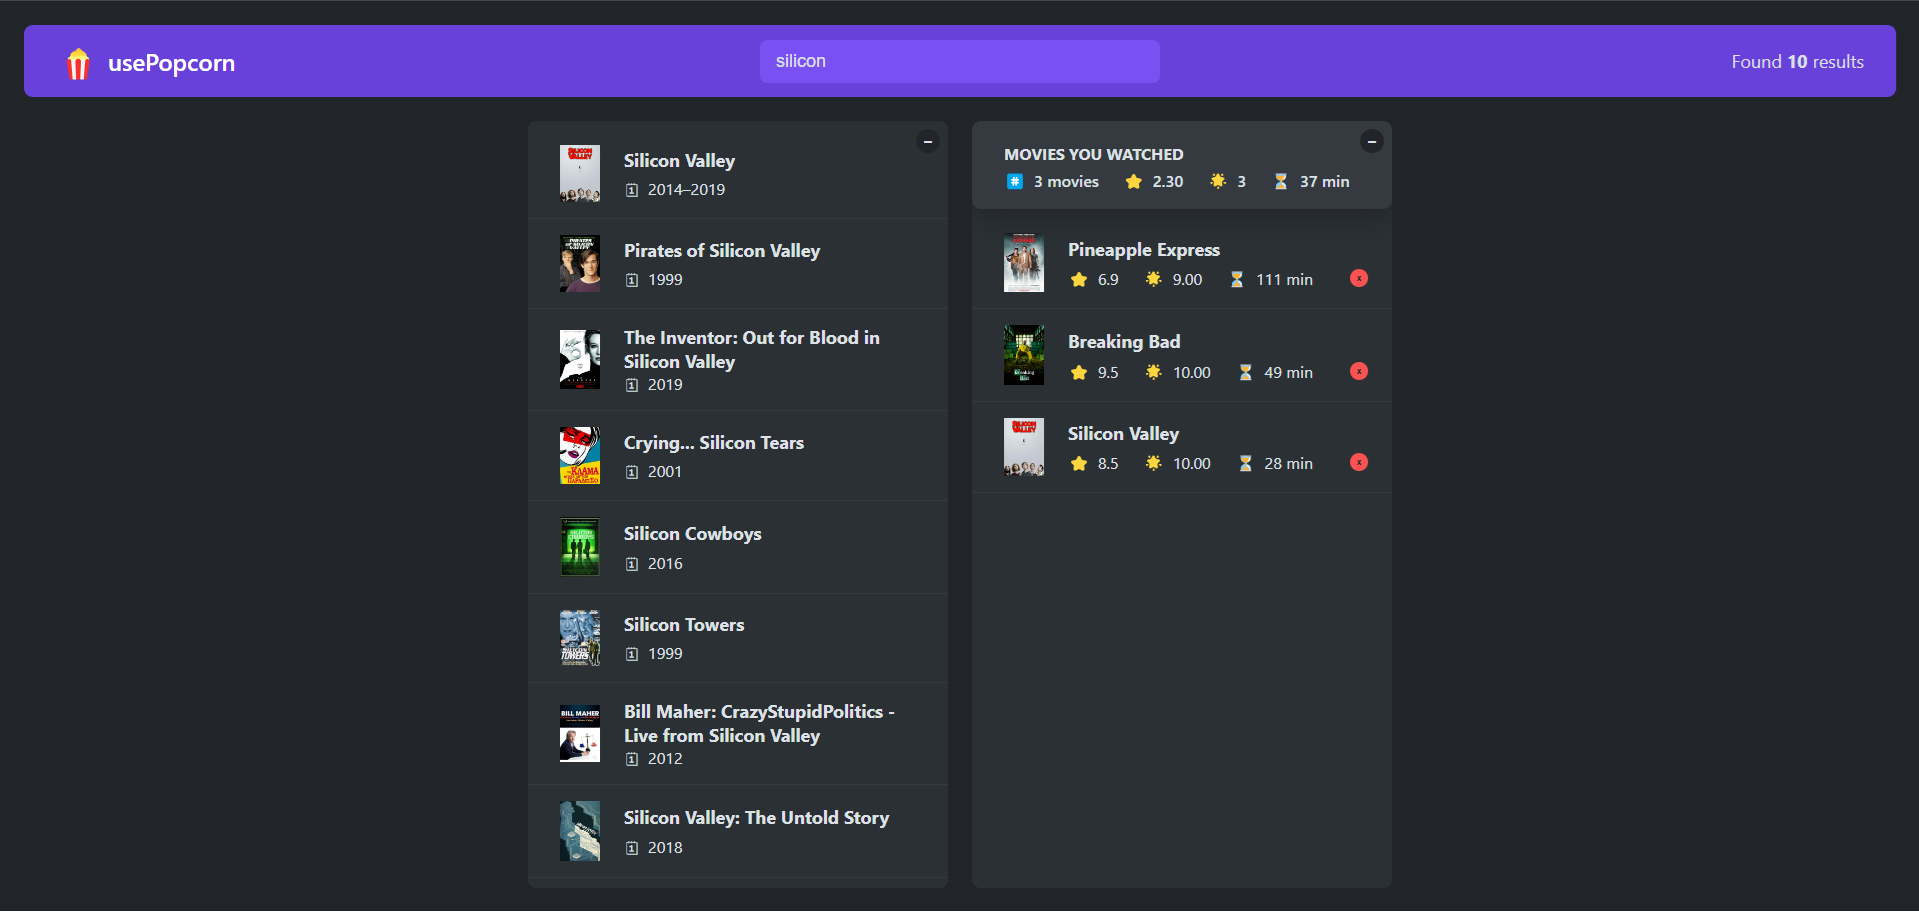 usePopcorn
silicon
Found 10 results
Silicon Valley
2014–2019
Pirates of Silicon Valley
1999
The Inventor: Out for Blood in
Silicon Valley
2019
Crying... Silicon Tears
2001
Silicon Cowboys
2016
Silicon Towers
1999
BILL MAHER
Bill Maher: CrazyStupidPolitics -
Live from Silicon Valley
2012
Silicon Valley: The Untold Story
2018
MOVIES YOU WATCHED
# 3 movies 2.30 3 37 min
Pineapple Express
6.9 9.00 111 min x
Breaking Bad
9.5 10.00 49 min x
SILICON
VALLEY
Silicon Valley
8.5 10.00 28 min x